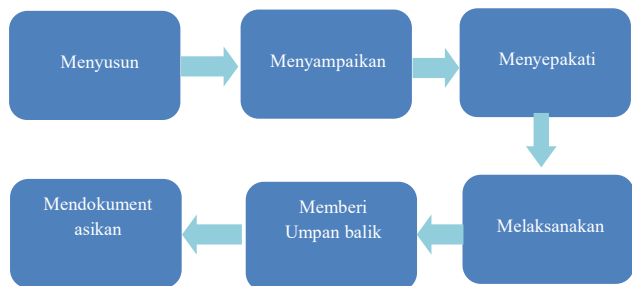 Menyusun
Menyampaikan
Menyepakati
Melaksanakan
Memberi
Umpan balik
Mendokument
asikan